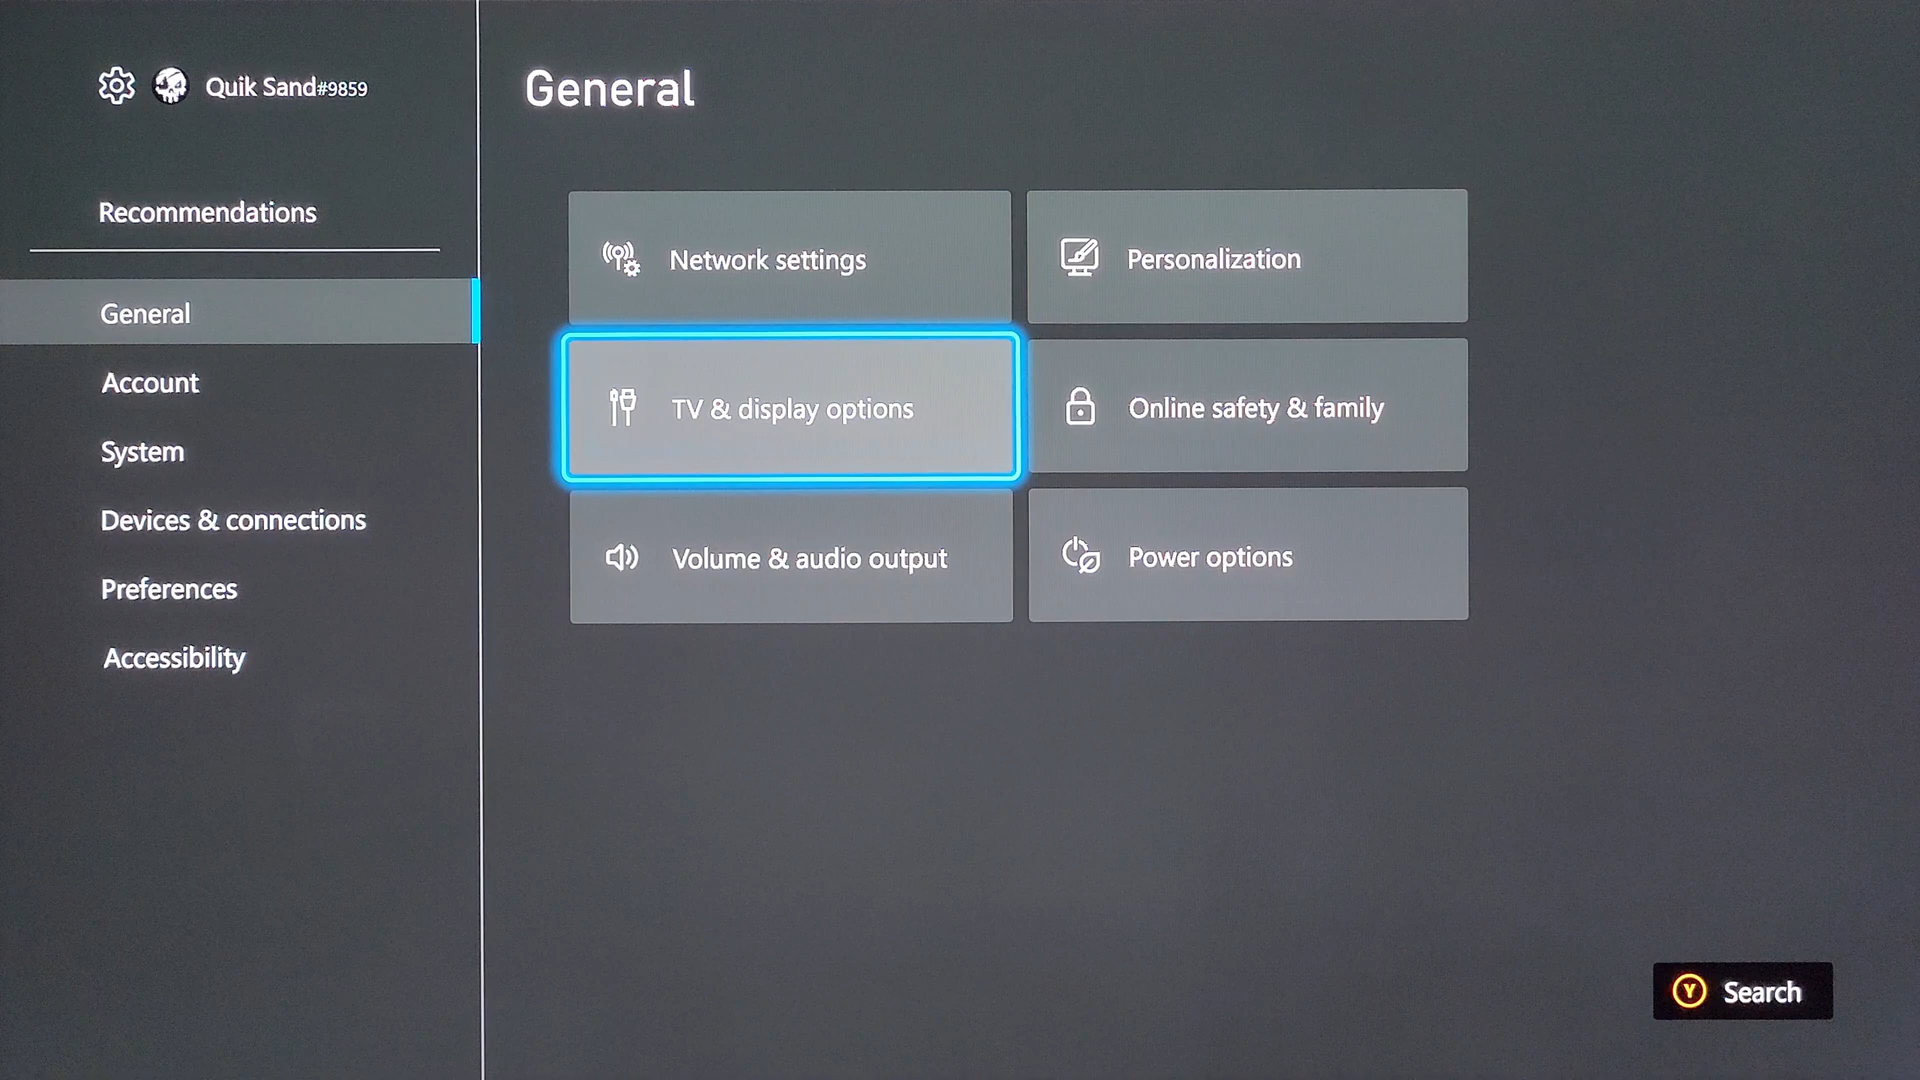 Quik Sand#9859
General
Recommendations
General
Account
System
Devices & connections
Preferences
Accessibility
Network settings
Personalization
TV & display options
Online safety & family
Volume & audio output
Power options
Y Search